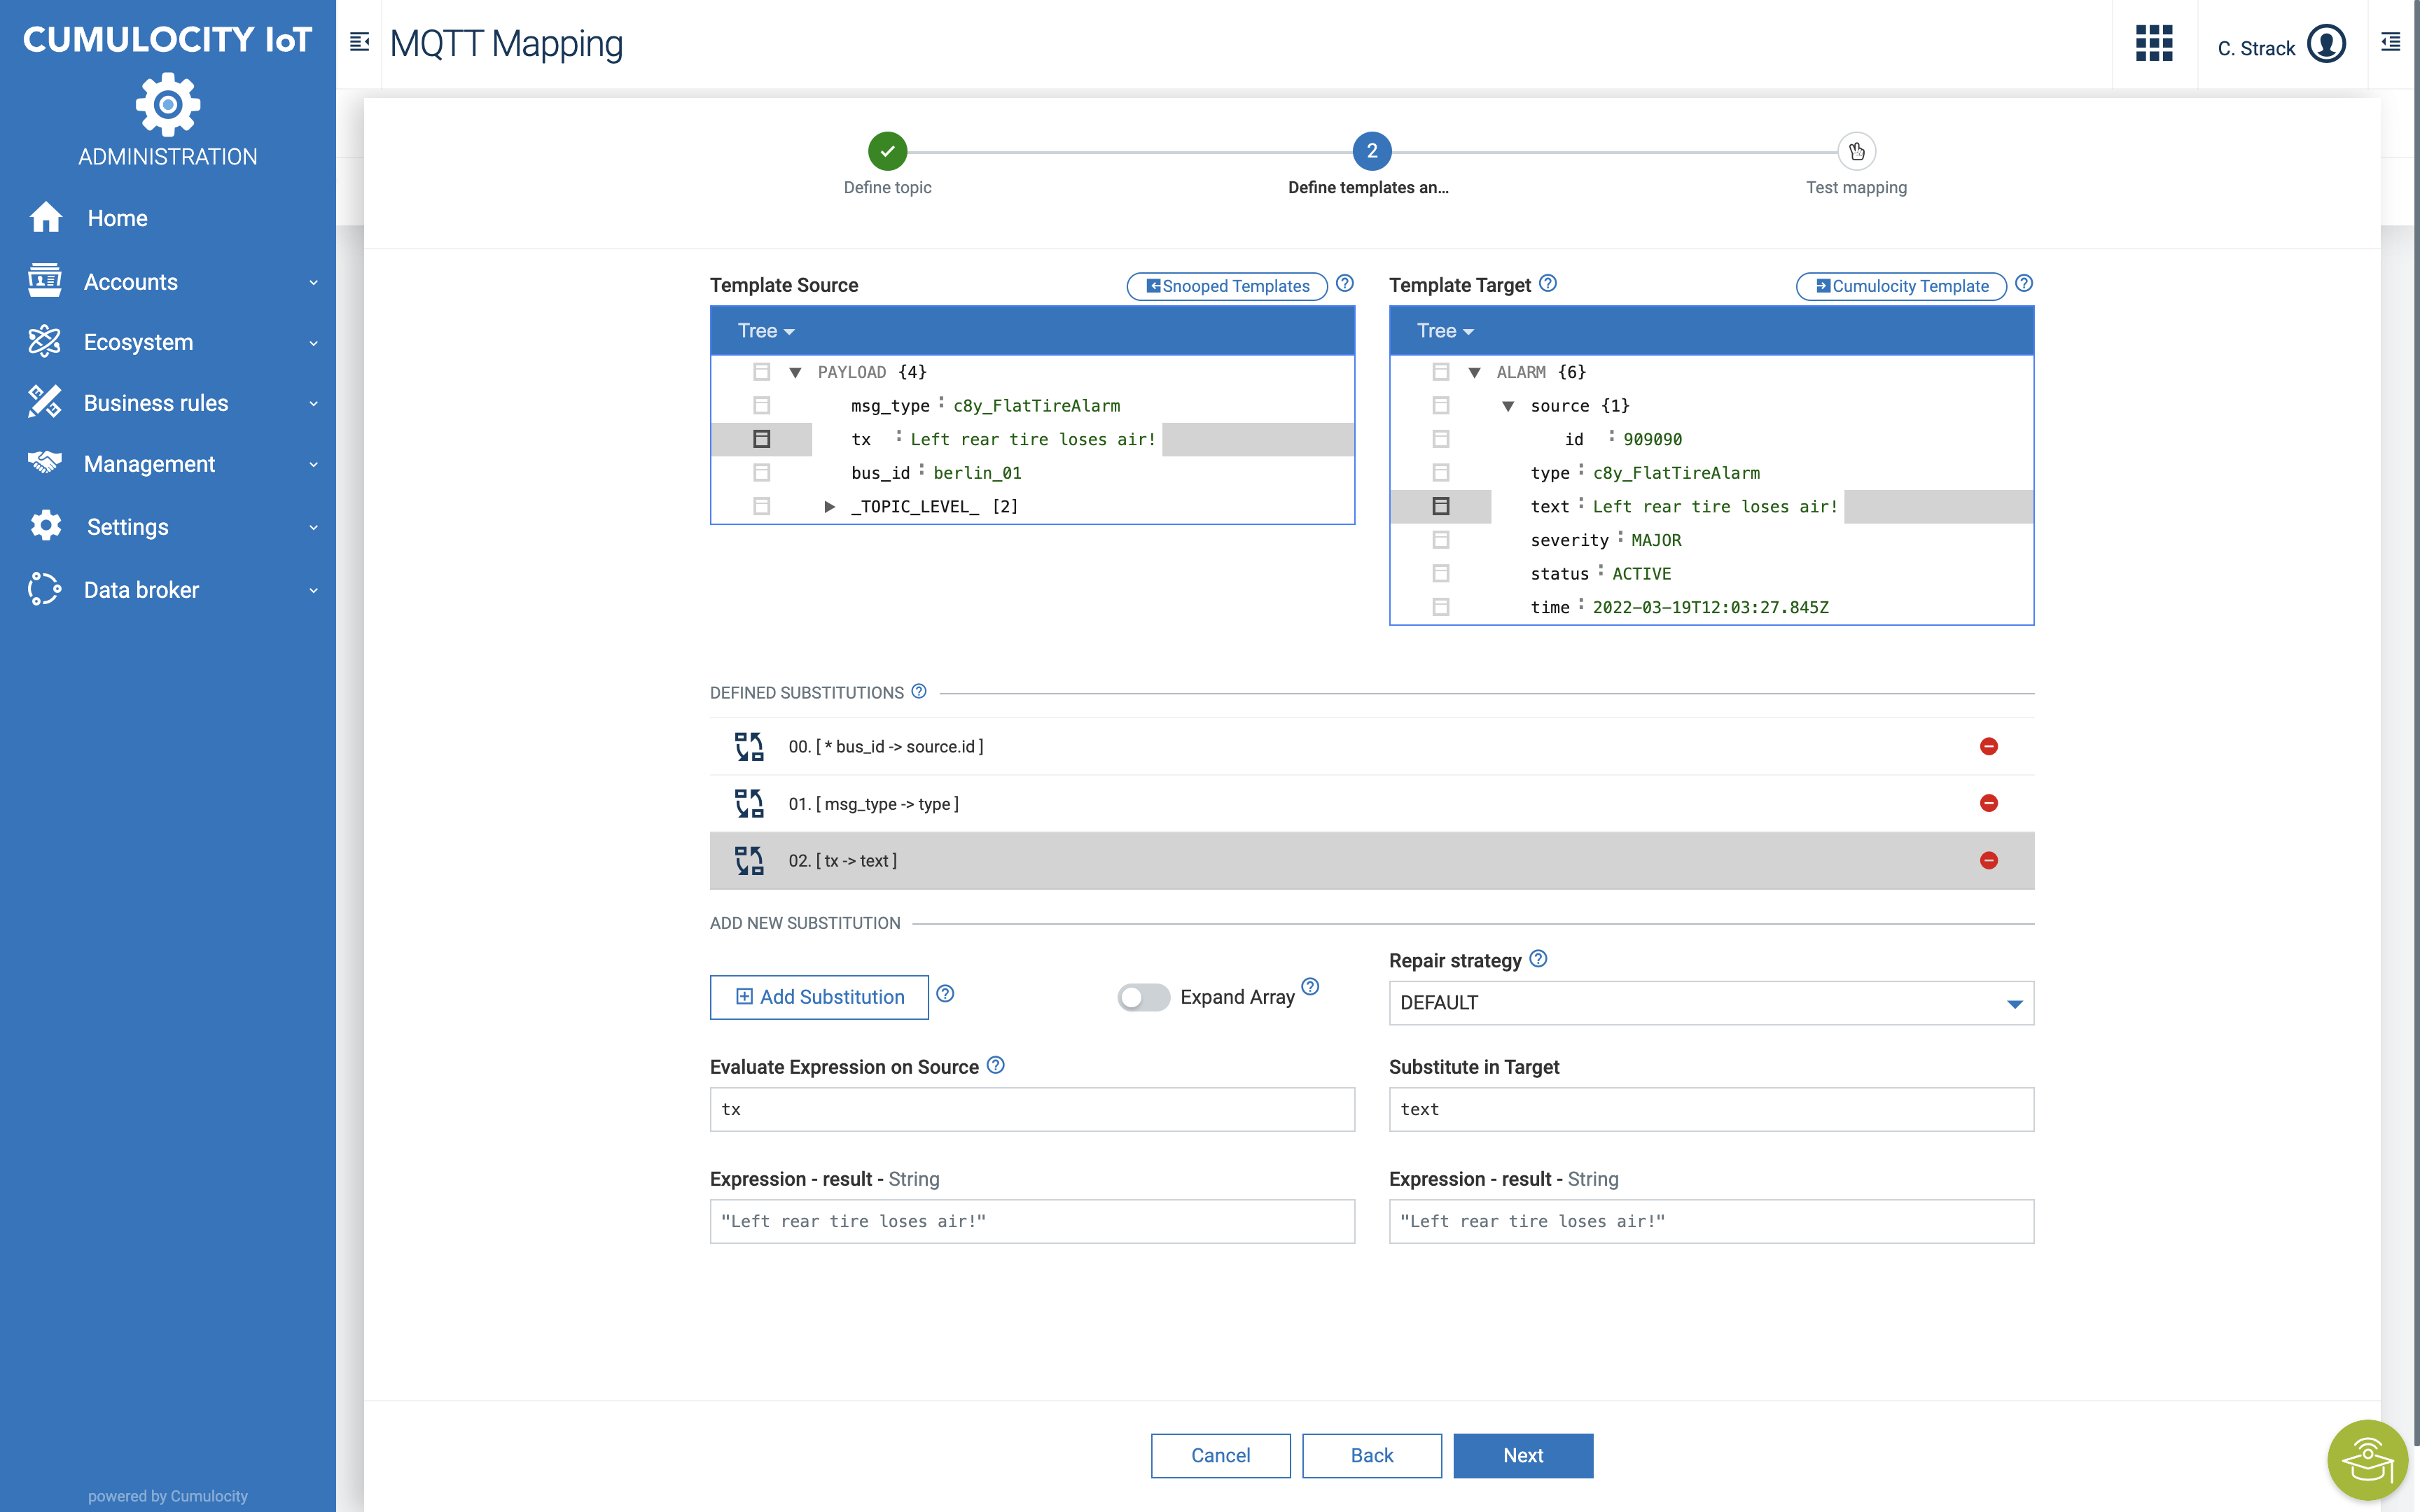 CUMULOCITY IoT
ADMINISTRATION
Home
Accounts
Ecosystem
Business rules
Management
Settings
Data broker
powered by Cumulocity
MQTT Mapping
C. Strack
2
Define topic
Define templates an...
Test mapping
Template Source
Snooped Templates
Tree
PAYLOAD {4}
msg_type : c8y_FlatTireAlarm
tx : Left rear tire loses air!
bus_id : berlin_01
_TOPIC_LEVEL_ [2]
Template Target
Cumulocity Template
Tree
ALARM {6}
source {1}
id : 909090
type : c8y_FlatTireAlarm
text : Left rear tire loses air!
severity : MAJOR
status : ACTIVE
time : 2022-03-19T12:03:27.845Z
DEFINED SUBSTITUTIONS
00. [ * bus_id -> source.id ]
01. [ msg_type -> type ]
02. [ tx -> text ]
ADD NEW SUBSTITUTION
Add Substitution
Expand Array
Repair strategy
DEFAULT
Evaluate Expression on Source
tx
Substitute in Target
text
Expression - result - String
"Left rear tire loses air!"
Expression - result - String
"Left rear tire loses air!"
Cancel
Back
Next